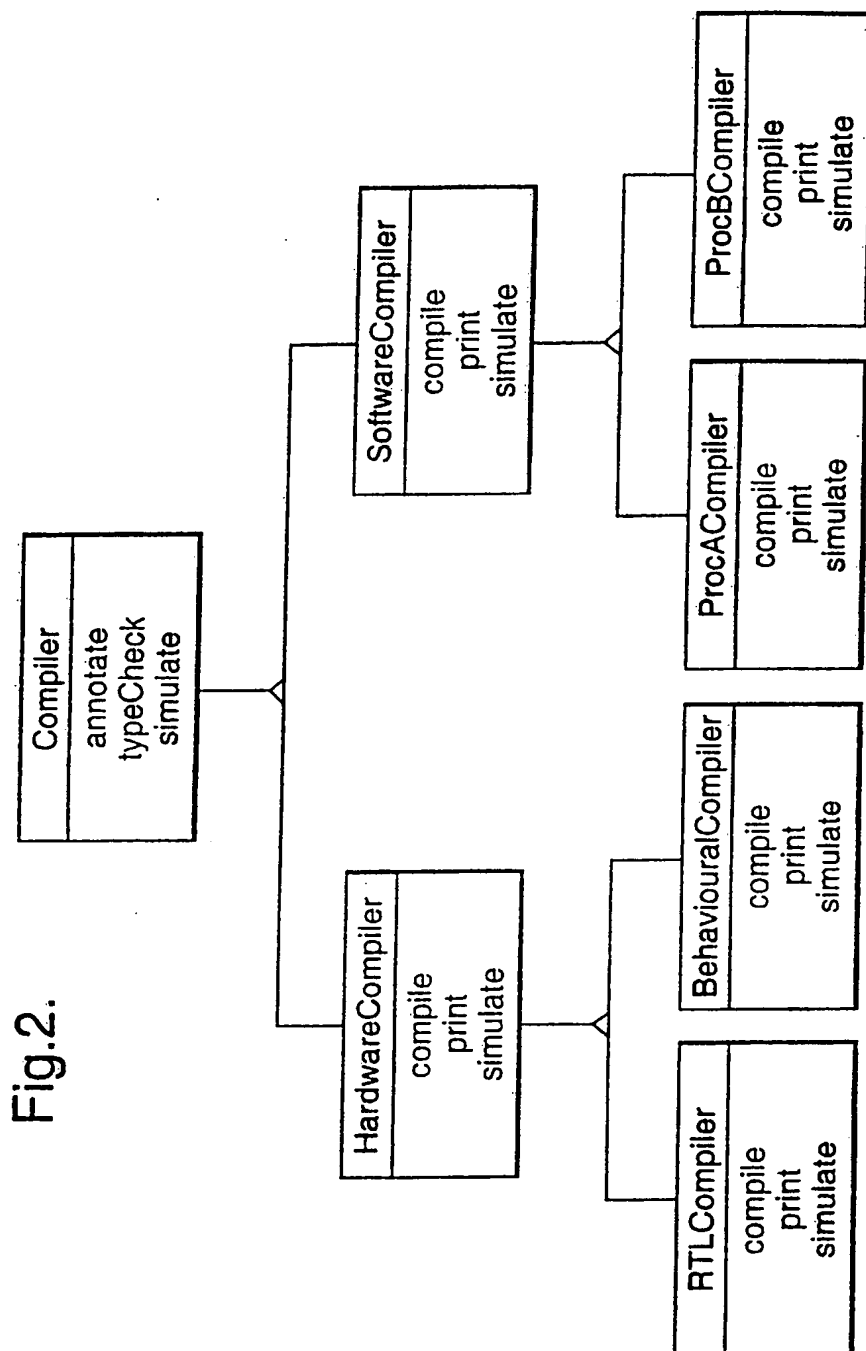 Fig.2.
Compiler
annotate
typeCheck
simulate
HardwareCompiler
compile
print
simulate
SoftwareCompiler
compile
print
simulate
RTLCompiler
compile
print
simulate
BehaviouralCompiler
compile
print
simulate
ProcACompiler
compile
print
simulate
ProcBCompiler
compile
print
simulate